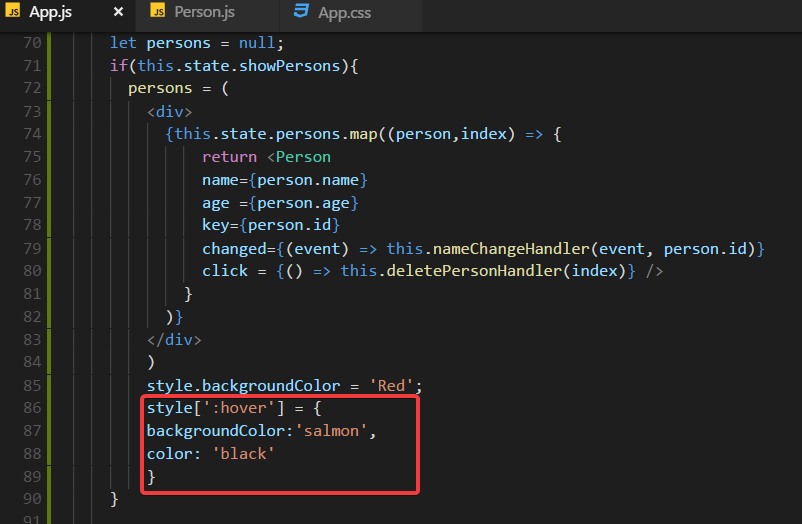 JS App.js × JS Person.js App.css
70 let persons = null;
71 if(this.state.showPersons){
72 persons = (
73 <div>
74 {this.state.persons.map((person,index) => {
75 return <Person
76 name={person.name}
77 age ={person.age}
78 key={person.id}
79 changed={(event) => this.nameChangeHandler(event, person.id)}
80 click = {() => this.deletePersonHandler(index)} />
81 }
82 )}
83 </div>
84 )
85 style.backgroundColor = 'Red';
86 style[':hover'] = {
87 backgroundColor:'salmon',
88 color: 'black'
89 }
90 }
91